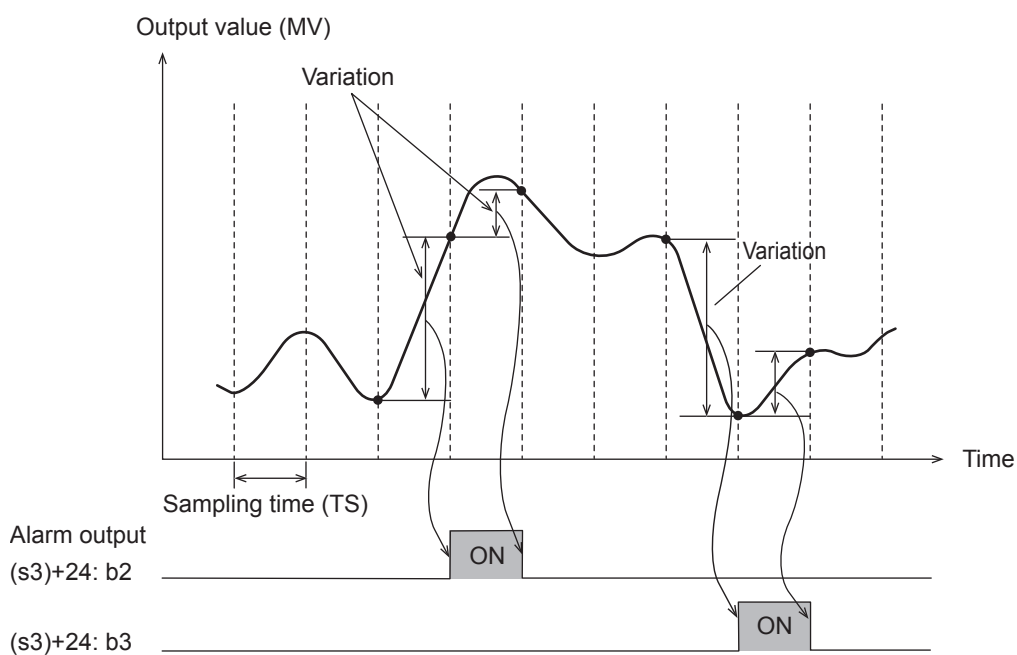 Output value (MV)
Variation
Variation
Time
Sampling time (TS)
Alarm output
(s3)+24: b2
ON
(s3)+24: b3
ON